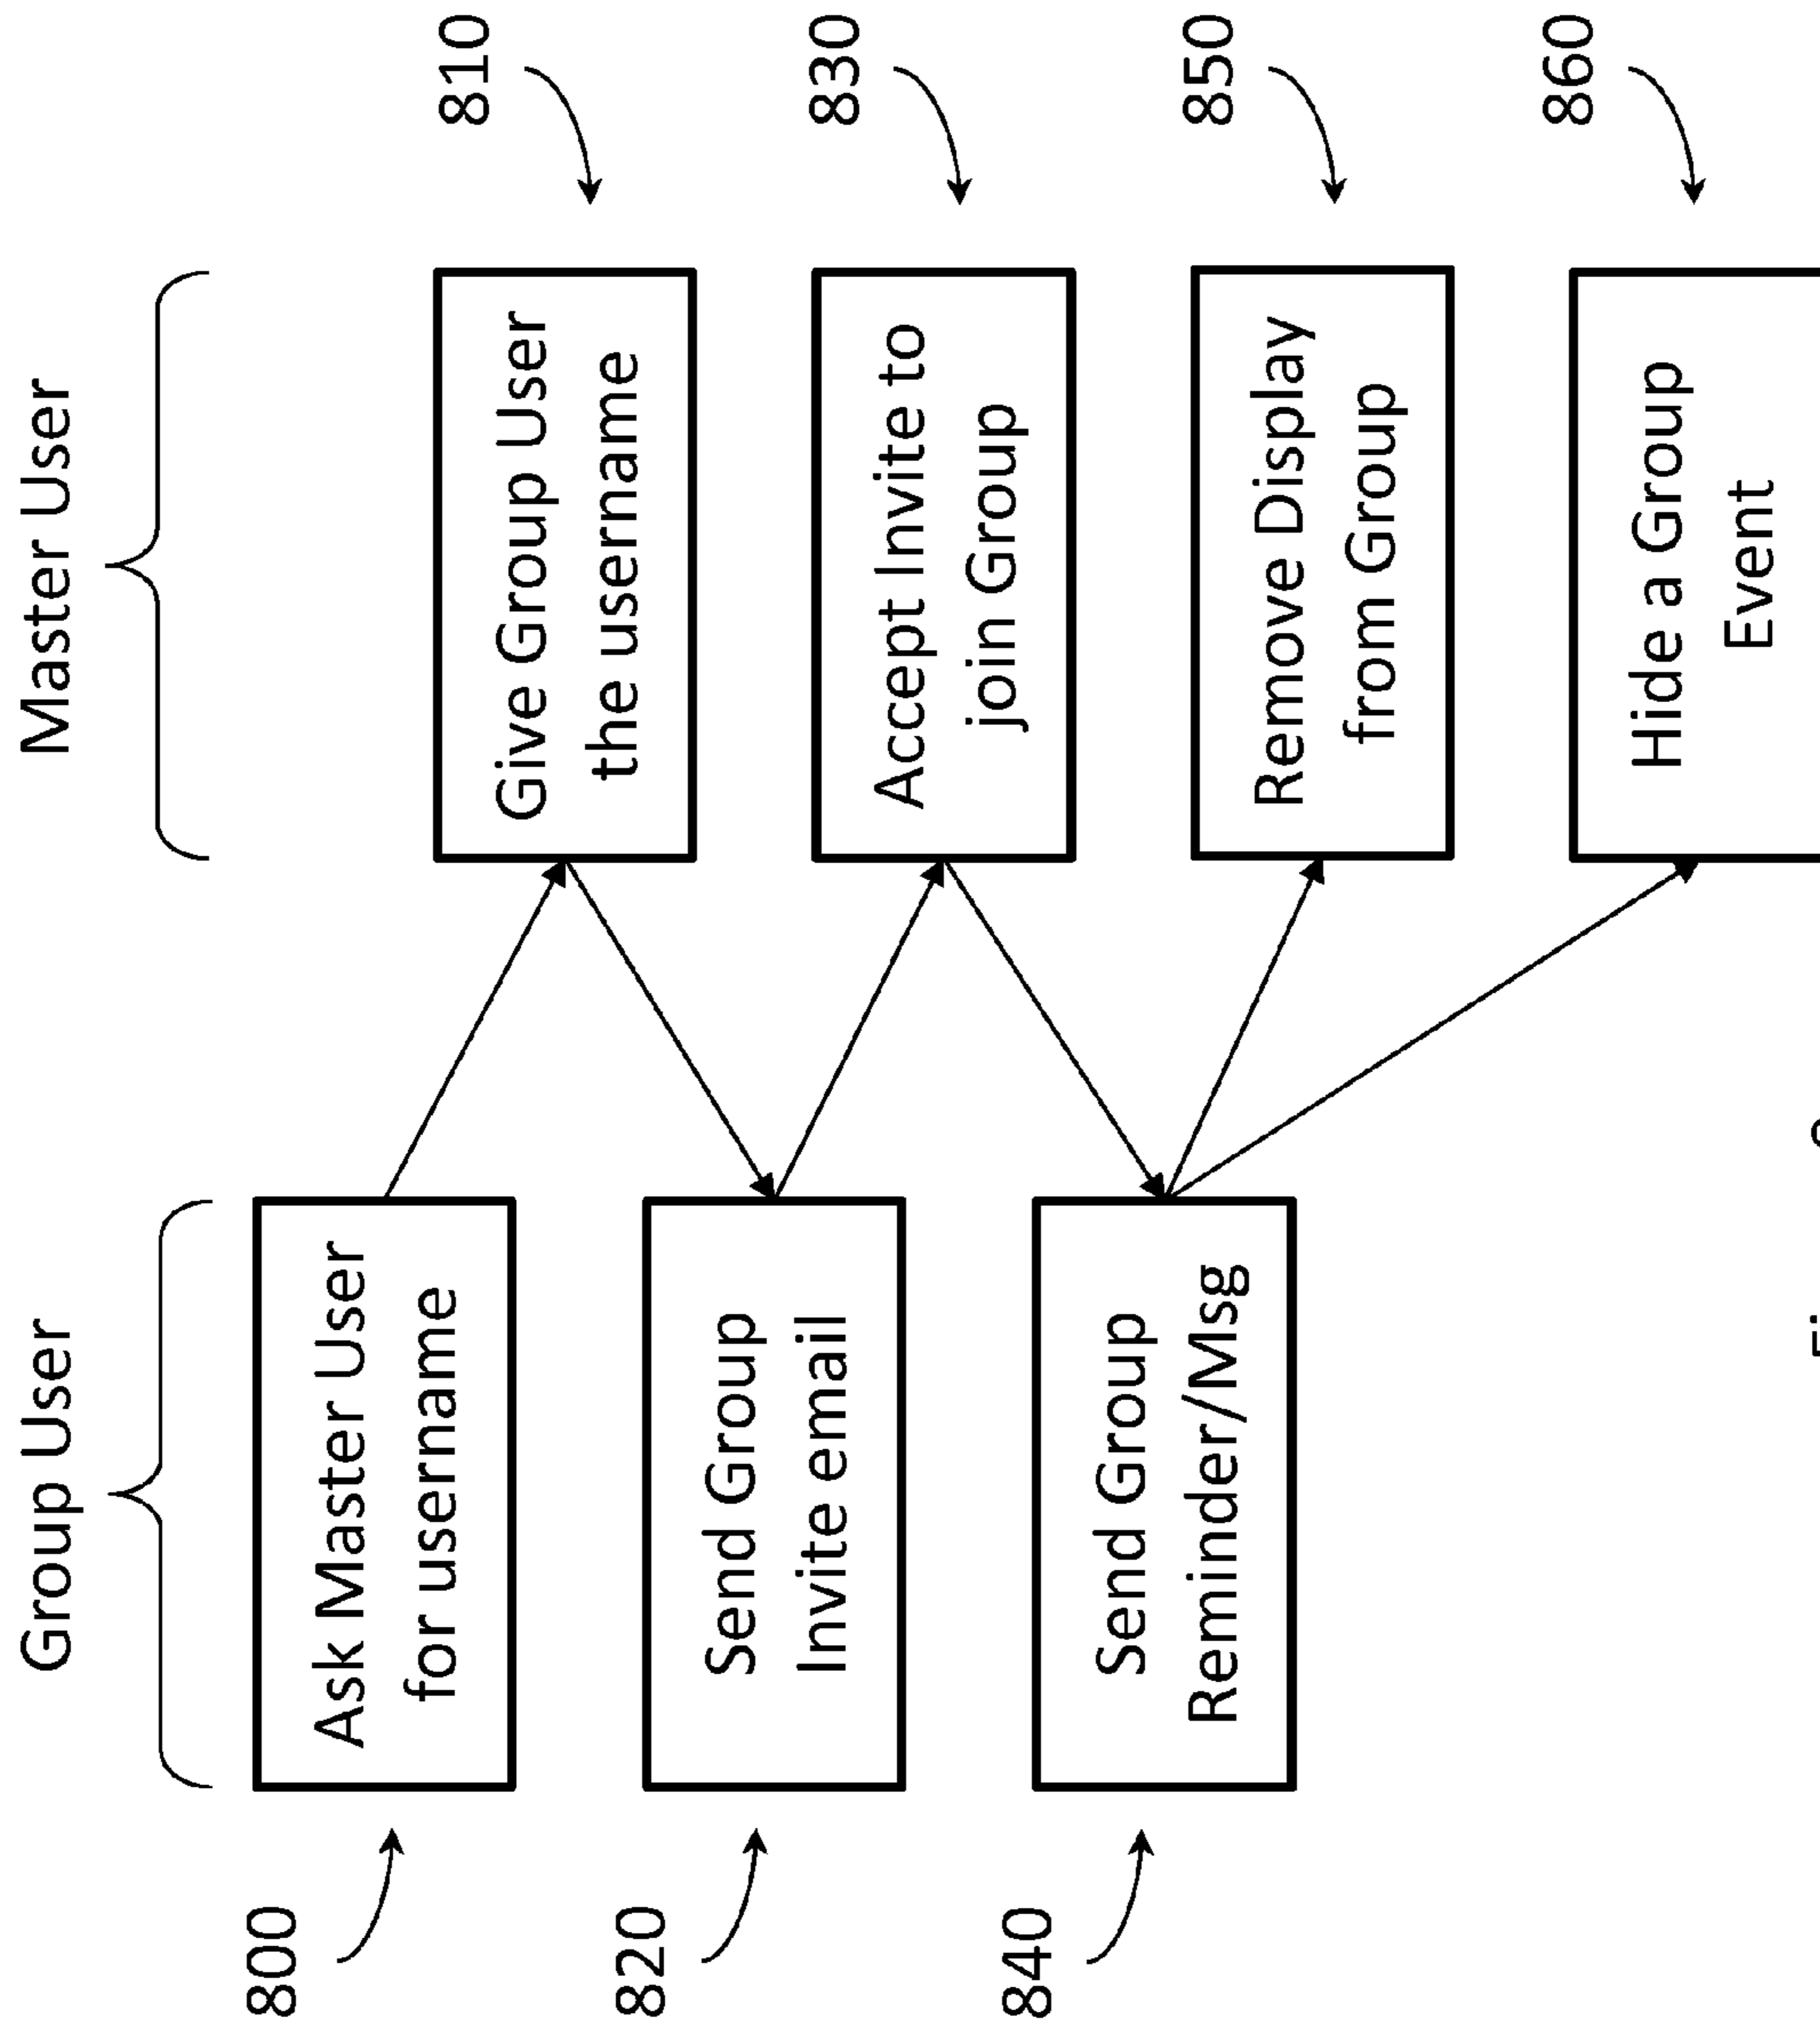 Group User
Master User
800
Ask Master User
for username
810
Give Group User
the username
820
Send Group
Invite email
830
Accept Invite to
join Group
840
Send Group
Reminder/Msg
850
Remove Display
from Group
860
Hide a Group
Event